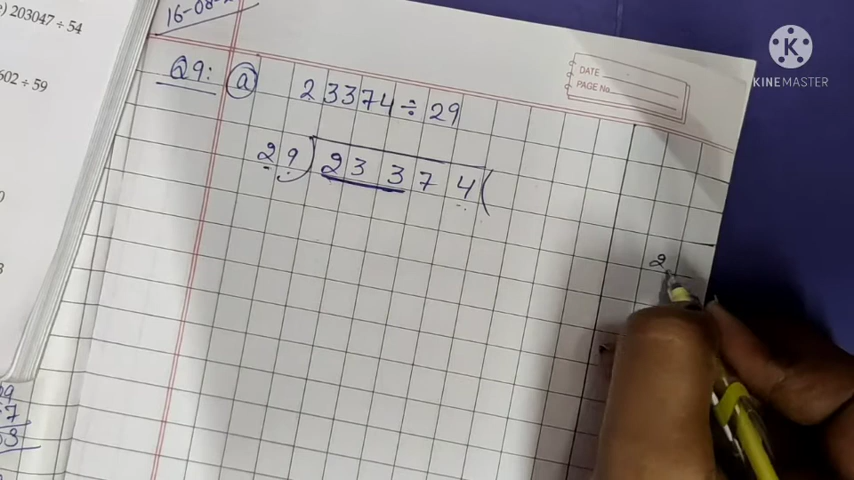 ) 203047 ÷ 54
602 ÷ 59
16-08-
Q9: a 23374 ÷ 29
29) 23374(
2
DATE
PAGE No.
K
KINEMASTER